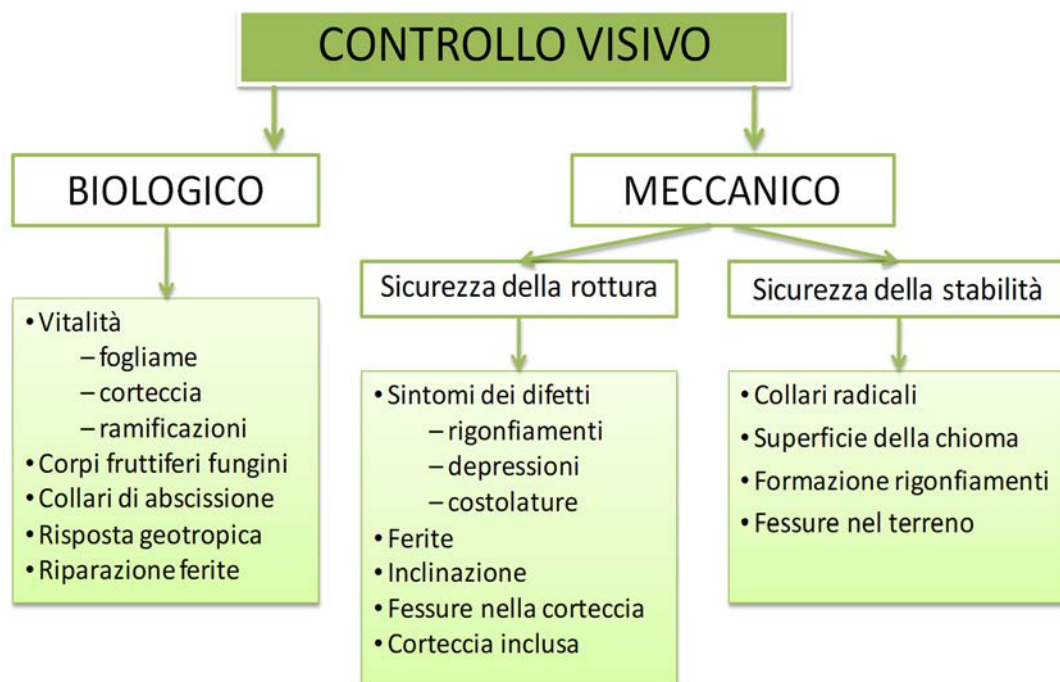 CONTROLLO VISIVO
BIOLOGICO
• Vitalità
– fogliame
– corteccia
– ramificazioni
• Corpi fruttiferi fungini
• Collari di abscissione
• Risposta geotropica
• Riparazione ferite
MECCANICO
Sicurezza della rottura
• Sintomi dei difetti
– rigonfiamenti
– depressioni
– costolature
• Ferite
• Inclinazione
• Fessure nella corteccia
• Corteccia inclusa
Sicurezza della stabilità
• Collari radicali
• Superficie della chioma
• Formazione rigonfiamenti
• Fessure nel terreno